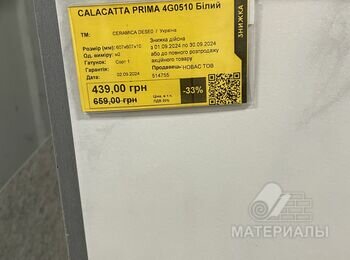 CALACATTA PRIMA 4G0510 Білий
ТМ: CERAMICA DESEO / Україна
Розмір (мм): 607x607x10
Од. виміру: м2
Гатунок: Сорт 1
Гарантія:
Дата 02.09.2024 514755
Знижка дійсна
з 01.09.2024 по 30.09.2024
або до повного розпродажу
акційного товару
Продавець: НОВАС ТОВ
439,00 грн
659,00 грн
-33%
ЗНИЖКА
МАТЕРИАЛЫ